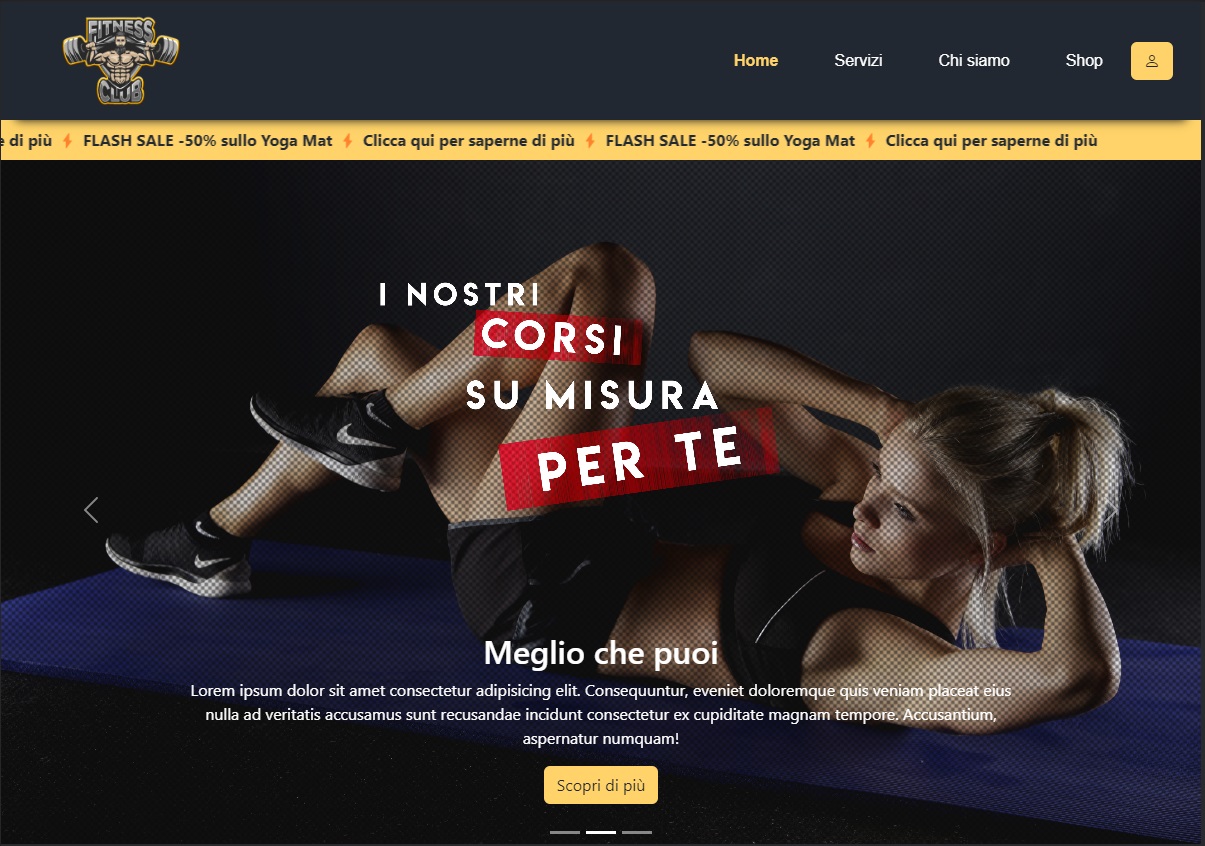 FITNESS
CLUB
Home Servizi Chi siamo Shop
e di più FLASH SALE -50% sullo Yoga Mat Clicca qui per saperne di più FLASH SALE -50% sullo Yoga Mat Clicca qui per saperne di più
I NOSTRI
CORSI
SU MISURA
PER TE
Meglio che puoi
Lorem ipsum dolor sit amet consectetur adipisicing elit. Consequuntur, eveniet doloremque quis veniam placeat eius
nulla ad veritatis accusamus sunt recusandae incidunt consectetur ex cupiditate magnam tempore. Accusantium,
aspernatur numquam!
Scopri di più